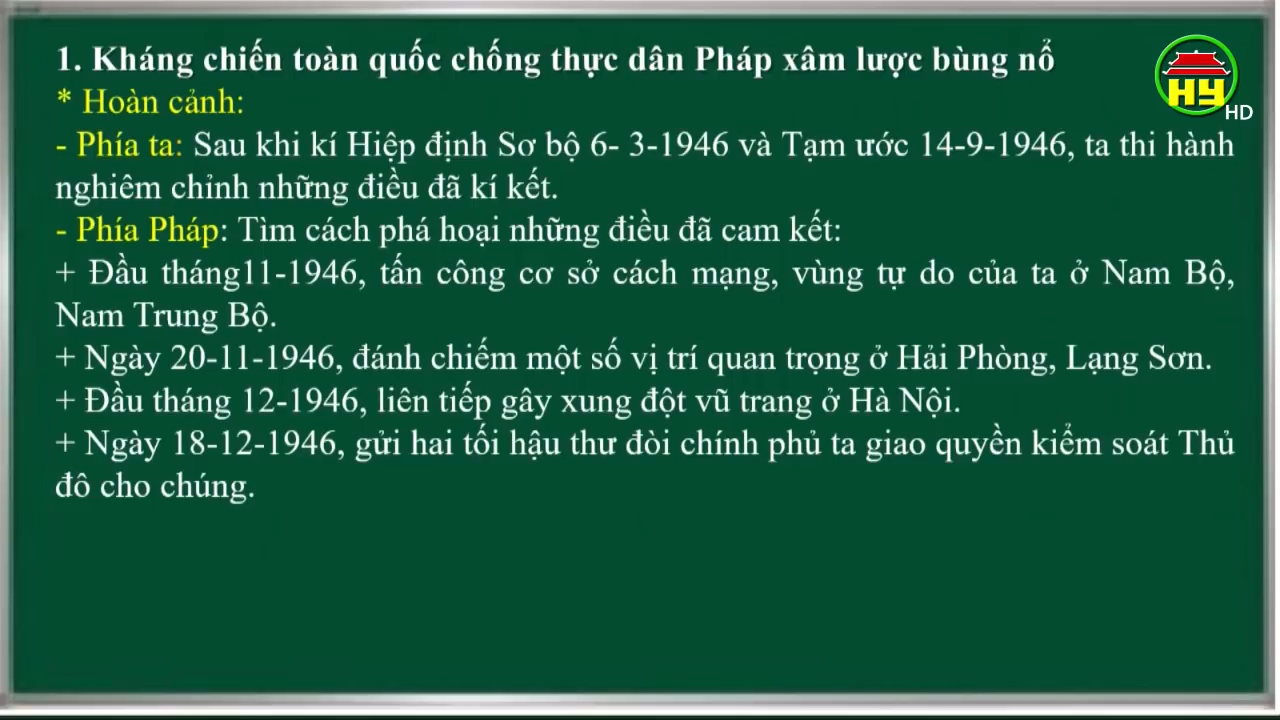 1. Kháng chiến toàn quốc chống thực dân Pháp xâm lược bùng nổ
* Hoàn cảnh:
- Phía ta: Sau khi kí Hiệp định Sơ bộ 6- 3-1946 và Tạm ước 14-9-1946, ta thi hành
nghiêm chỉnh những điều đã kí kết.
- Phía Pháp: Tìm cách phá hoại những điều đã cam kết:
+ Đầu tháng11-1946, tấn công cơ sở cách mạng, vùng tự do của ta ở Nam Bộ,
Nam Trung Bộ.
+ Ngày 20-11-1946, đánh chiếm một số vị trí quan trọng ở Hải Phòng, Lạng Sơn.
+ Đầu tháng 12-1946, liên tiếp gây xung đột vũ trang ở Hà Nội.
+ Ngày 18-12-1946, gửi hai tối hậu thư đòi chính phủ ta giao quyền kiểm soát Thủ
đô cho chúng.
HY
HD